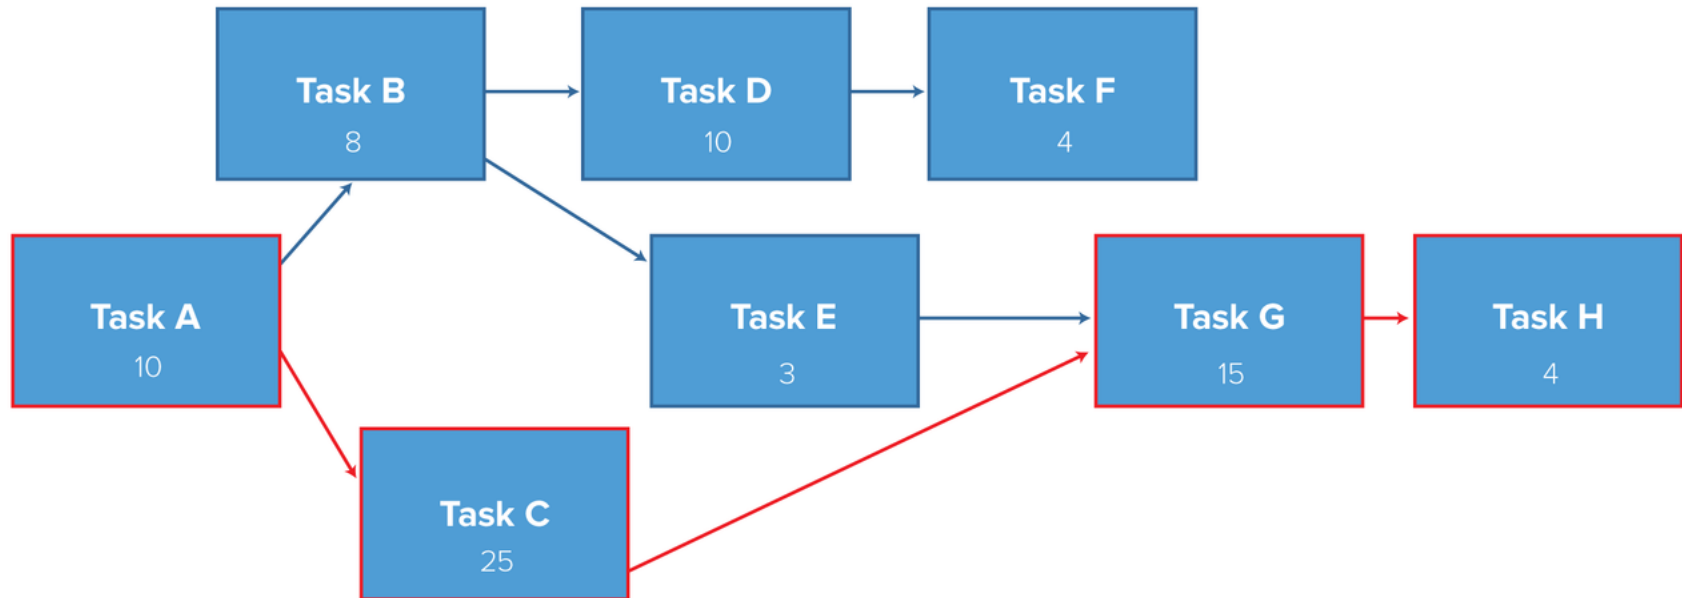 Task B
8
Task D
10
Task F
4
Task A
10
Task E
3
Task G
15
Task H
4
Task C
25